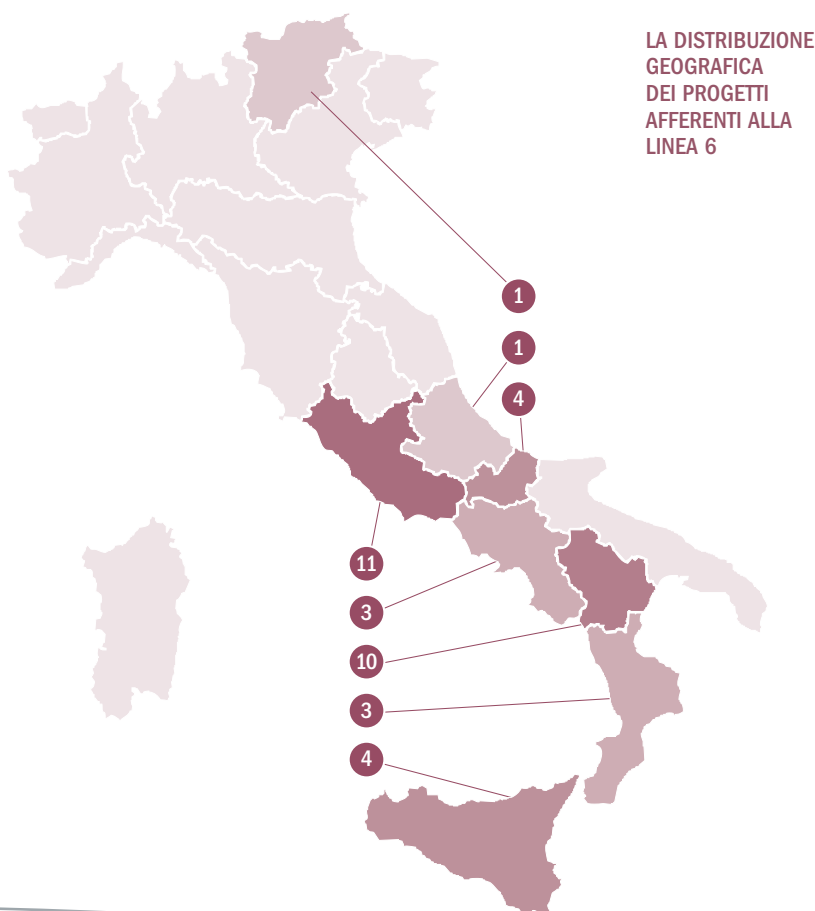 LA DISTRIBUZIONE
GEOGRAFICA
DEI PROGETTI
AFFERENTI ALLA
LINEA 6
1
1
4
11
3
10
3
4